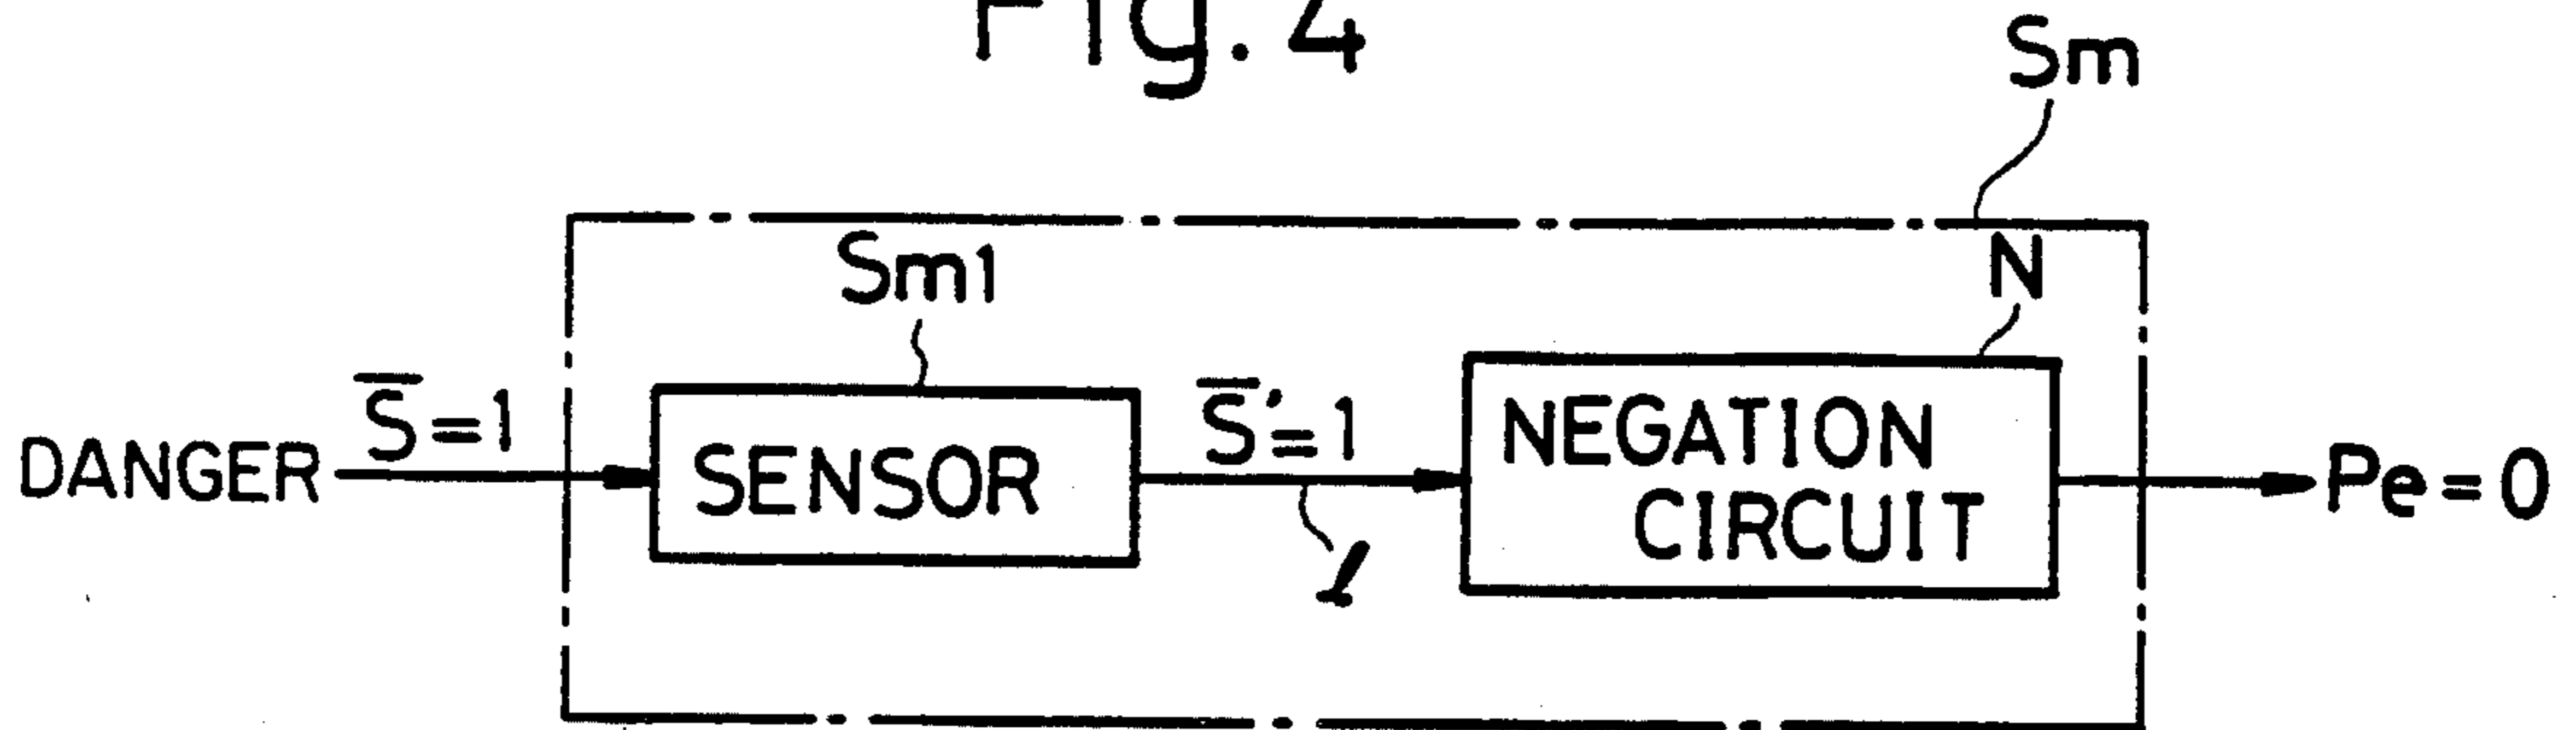 Fig. 4
Sm
Sm1
N
DANGER
S̅=1
SENSOR
S̅'=1
l
NEGATION
CIRCUIT
Pe=0